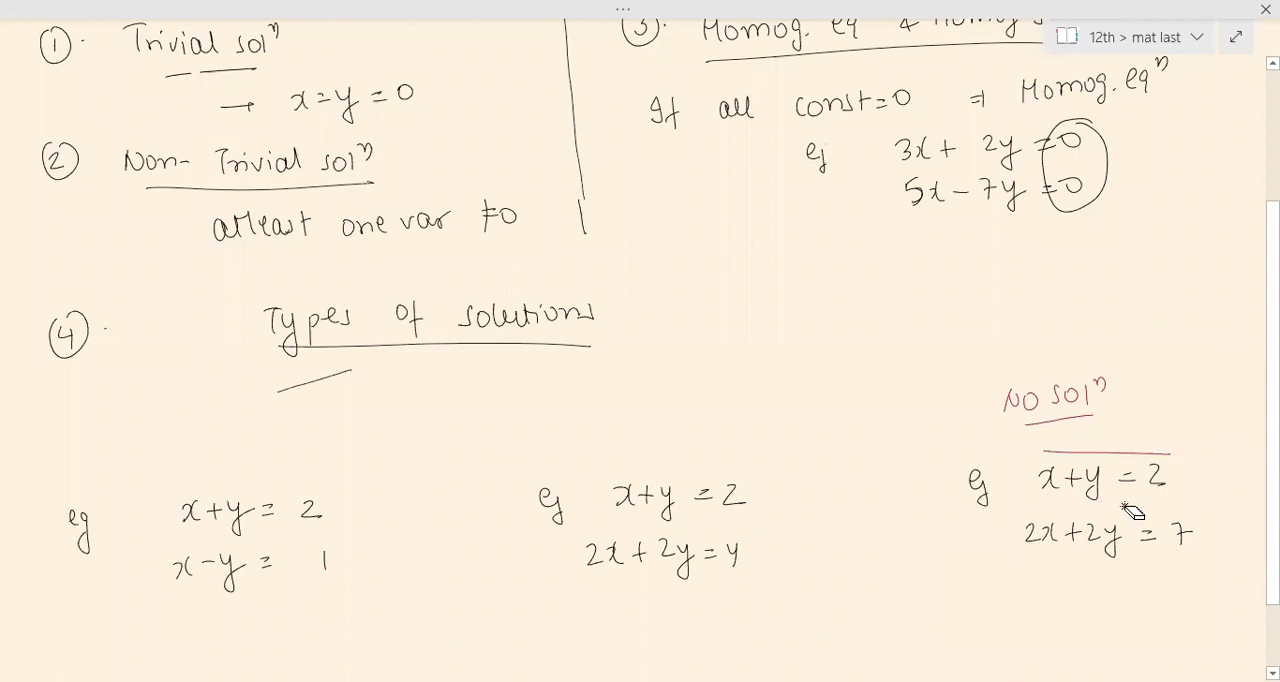 12th > mat last
① Trivial solⁿ
→ x=y=0
② Non-Trivial solⁿ
atleast one var ≠0
③ Homog. eq &
If all const=0 ⇒ Homog. eqⁿ
eg 3x + 2y =0
5x - 7y =0
④ Types of solutions
eg x+y = 2
x-y = 1
eg x+y = 2
2x + 2y = 4
NO SOLⁿ
eg x+y = 2
2x+2y = 7